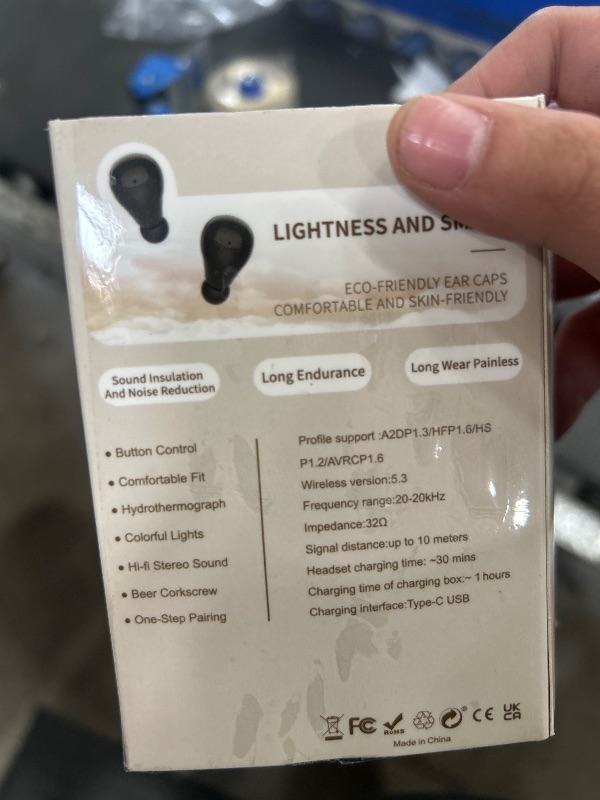 LIGHTNESS AND
ECO-FRIENDLY EAR CAPS
COMFORTABLE AND SKIN-FRIENDLY
Sound Insulation
And Noise Reduction
Long Endurance
Long Wear Painless
• Button Control
• Comfortable Fit
• Hydrothermograph
• Colorful Lights
• Hi-fi Stereo Sound
• Beer Corkscrew
• One-Step Pairing
Profile support :A2DP1.3/HFP1.6/HS
P1.2/AVRCP1.6
Wireless version:5.3
Frequency range:20-20kHz
Impedance:32Ω
Signal distance:up to 10 meters
Headset charging time: ~30 mins
Charging time of charging box:~ 1 hours
Charging interface:Type-C USB
FC RoHS CE UK
CA
Made in China